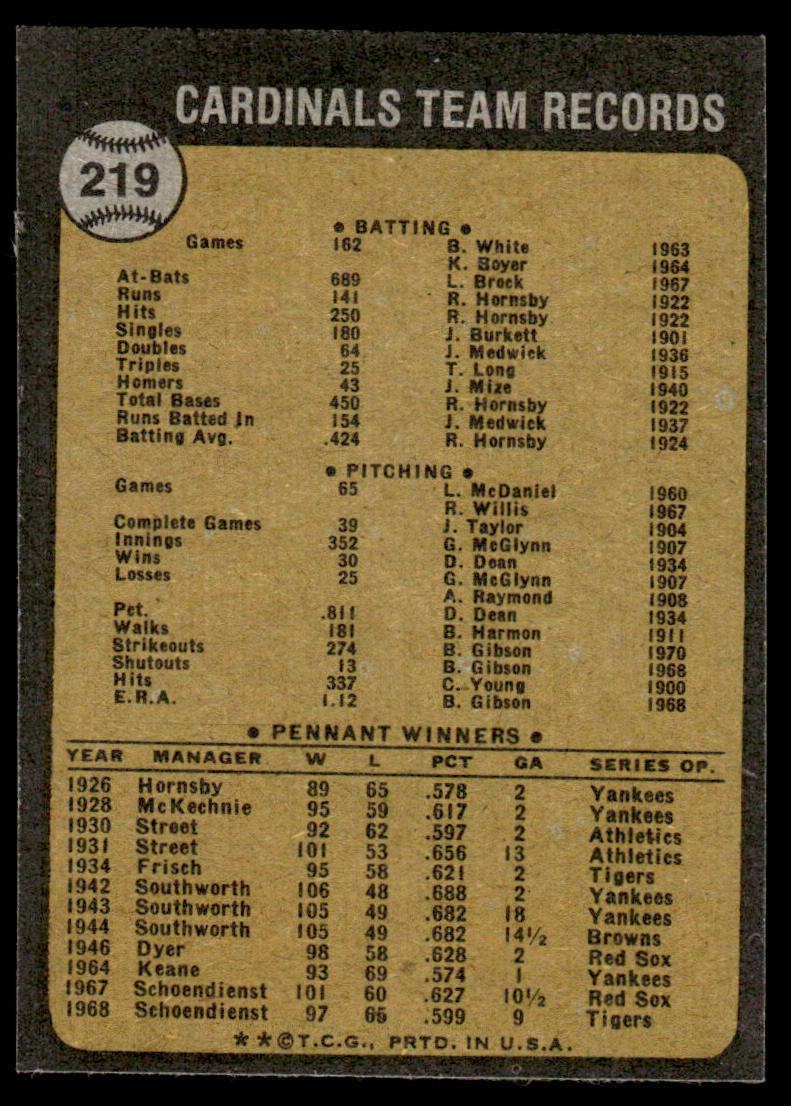 CARDINALS TEAM RECORDS
219
• BATTING •
Games 162 B. White 1963
K. Boyer 1964
At-Bats 689 L. Brock 1967
Runs 141 R. Hornsby 1922
Hits 250 R. Hornsby 1922
Singles 180 J. Burkett 1901
Doubles 64 J. Medwick 1936
Triples 25 T. Long 1915
Homers 43 J. Mize 1940
Total Bases 450 R. Hornsby 1922
Runs Batted In 154 J. Medwick 1937
Batting Avg. .424 R. Hornsby 1924
• PITCHING •
Games 65 L. McDaniel 1960
R. Willis 1967
Complete Games 39 J. Taylor 1904
Innings 352 G. McGlynn 1907
Wins 30 D. Dean 1934
Losses 25 G. McGlynn 1907
A. Raymond 1908
Pct. .811 D. Dean 1934
Walks 181 B. Harmon 1911
Strikeouts 274 B. Gibson 1970
Shutouts 13 B. Gibson 1968
Hits 337 C. Young 1900
E.R.A. 1.12 B. Gibson 1968
• PENNANT WINNERS •
YEAR MANAGER W L PCT GA SERIES OP.
1926 Hornsby 89 65 .578 2 Yankees
1928 McKechnie 95 59 .617 2 Yankees
1930 Street 92 62 .597 2 Athletics
1931 Street 101 53 .656 13 Athletics
1934 Frisch 95 58 .621 2 Tigers
1942 Southworth 106 48 .688 2 Yankees
1943 Southworth 105 49 .682 18 Yankees
1944 Southworth 105 49 .682 14½ Browns
1946 Dyer 98 58 .628 2 Red Sox
1964 Keane 93 69 .574 1 Yankees
1967 Schoendienst 101 60 .627 10½ Red Sox
1968 Schoendienst 97 65 .599 9 Tigers
* * © T.C.G., PRTD. IN U.S.A.